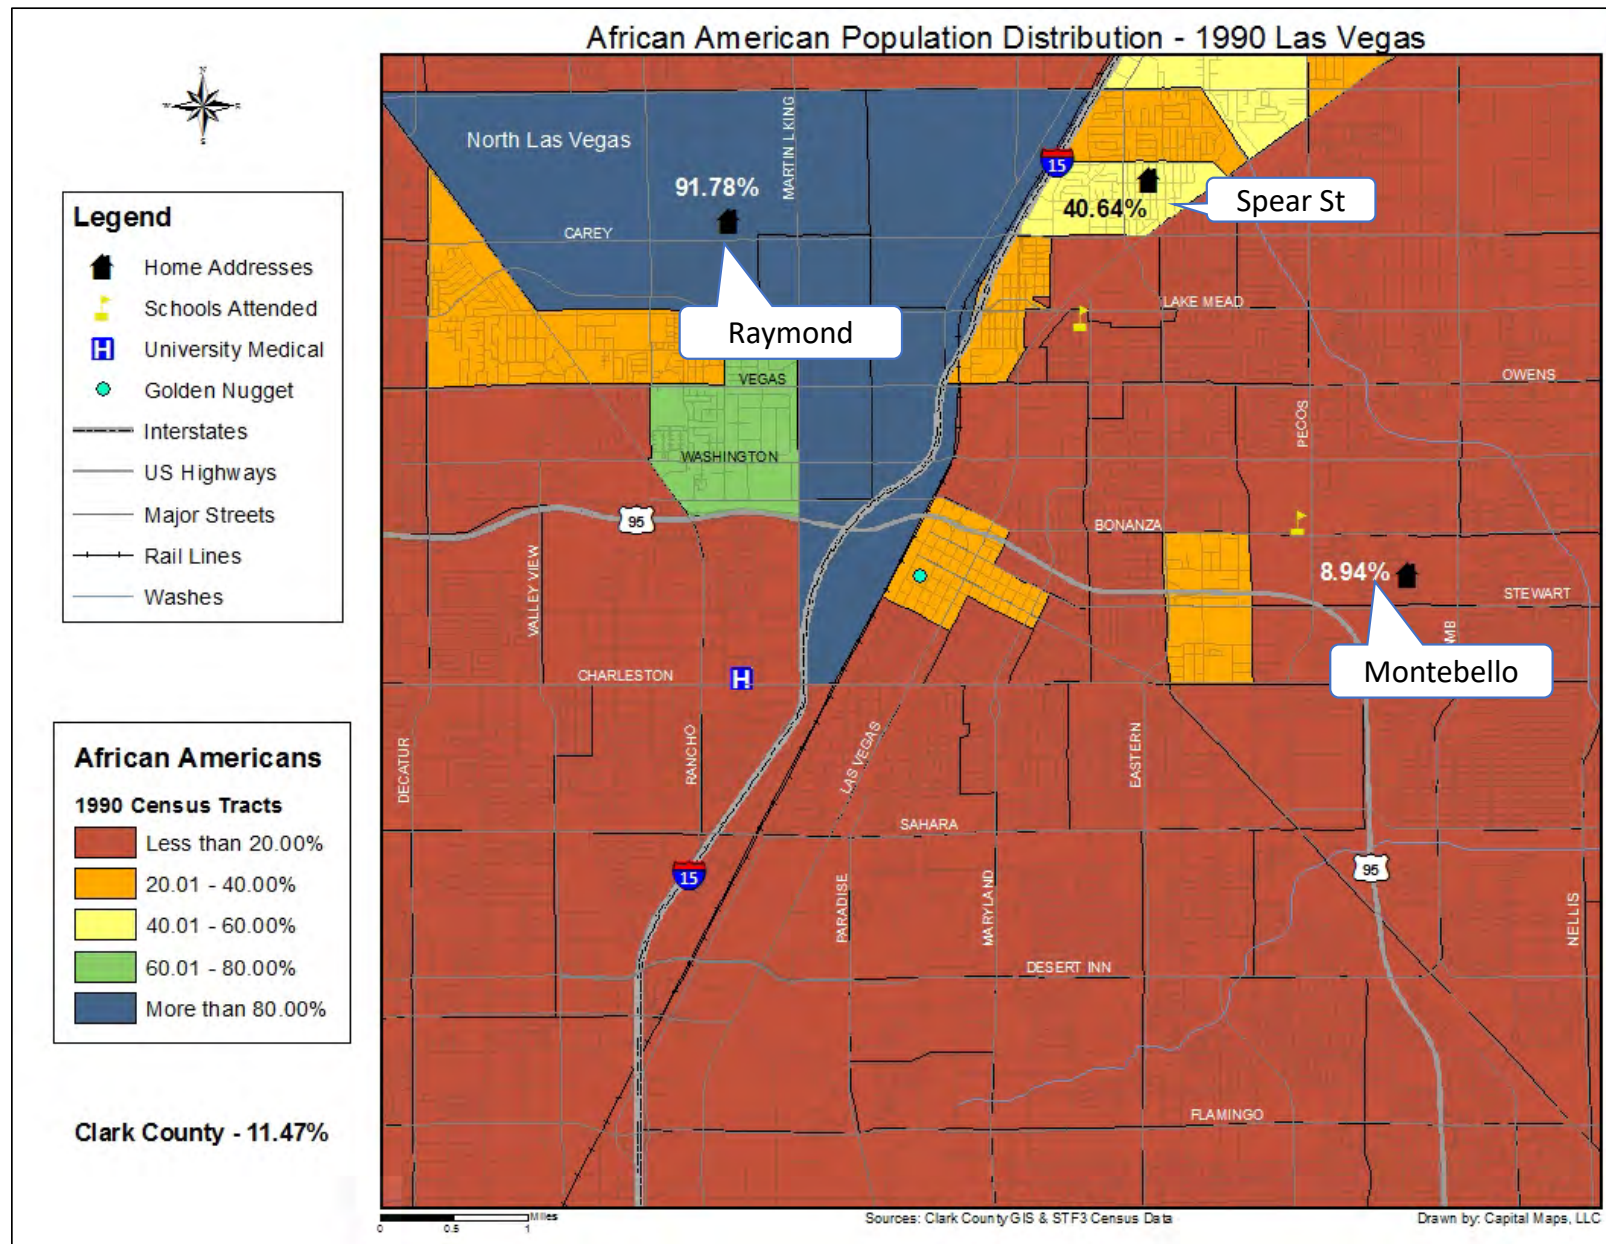 African American Population Distribution - 1990 Las Vegas
N
W
E
S
Legend
Home Addresses
Schools Attended
H University Medical
Golden Nugget
Interstates
US Highways
Major Streets
Rail Lines
Washes
African Americans
1990 Census Tracts
Less than 20.00%
20.01 - 40.00%
40.01 - 60.00%
60.01 - 80.00%
More than 80.00%
Clark County - 11.47%
North Las Vegas
MARTIN L KING
15
91.78%
40.64%
Spear St
CAREY
LAKE MEAD
Raymond
VEGAS
OWENS
PECOS
WASHINGTON
95
BONANZA
VALLEY VIEW
8.94%
STEWART
MB
Montebello
CHARLESTON
H
DECATUR
RANCHO
LAS VEGAS
EASTERN
SAHARA
15
95
PARADISE
MARYLAND
NELLIS
DESERT INN
FLAMINGO
Miles
0 0.5 1
Sources: Clark County GIS & STF3 Census Data
Drawn by: Capital Maps, LLC